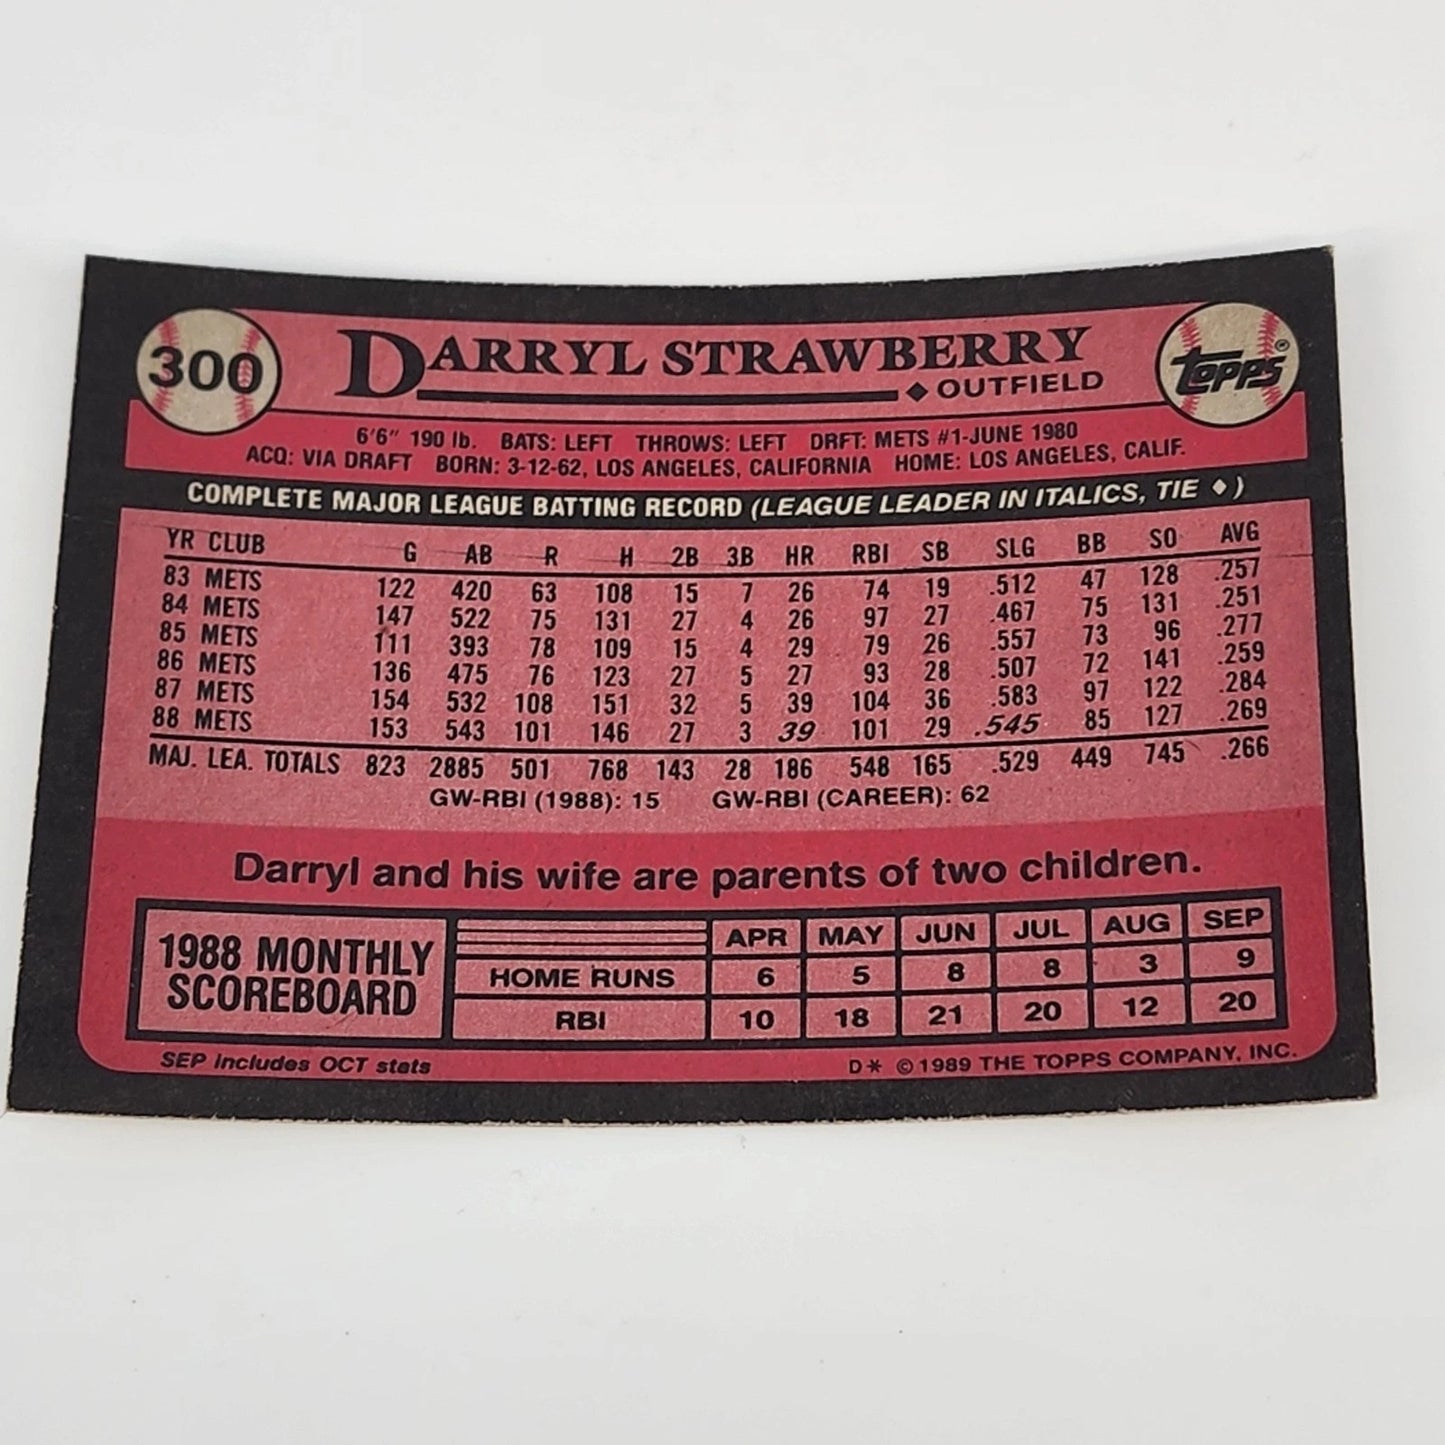 300
DARRYL STRAWBERRY
♦ OUTFIELD
topps®
6'6" 190 lb. BATS: LEFT THROWS: LEFT DRFT: METS #1-JUNE 1980
ACQ: VIA DRAFT BORN: 3-12-62, LOS ANGELES, CALIFORNIA HOME: LOS ANGELES, CALIF.
COMPLETE MAJOR LEAGUE BATTING RECORD (LEAGUE LEADER IN ITALICS, TIE ♦)
YR CLUB G AB R H 2B 3B HR RBI SB SLG BB SO AVG
83 METS 122 420 63 108 15 7 26 74 19 .512 47 128 .257
84 METS 147 522 75 131 27 4 26 97 27 .467 75 131 .251
85 METS 111 393 78 109 15 4 29 79 26 .557 73 96 .277
86 METS 136 475 76 123 27 5 27 93 28 .507 72 141 .259
87 METS 154 532 108 151 32 5 39 104 36 .583 97 122 .284
88 METS 153 543 101 146 27 3 39 101 29 .545 85 127 .269
MAJ. LEA. TOTALS 823 2885 501 768 143 28 186 548 165 .529 449 745 .266
GW-RBI (1988): 15 GW-RBI (CAREER): 62
Darryl and his wife are parents of two children.
1988 MONTHLY
SCOREBOARD
APR MAY JUN JUL AUG SEP
HOME RUNS 6 5 8 8 3 9
RBI 10 18 21 20 12 20
SEP includes OCT stats
D* © 1989 THE TOPPS COMPANY, INC.